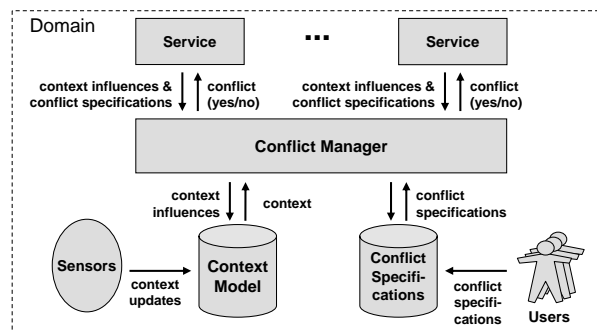 Domain
Service
...
Service
context influences &
conflict specifications
conflict
(yes/no)
context influences &
conflict specifications
conflict
(yes/no)
Conflict Manager
context
influences
context
conflict
specifications
Sensors
context
updates
Context
Model
Conflict
Specifi-
cations
conflict
specifi-
cations
Users